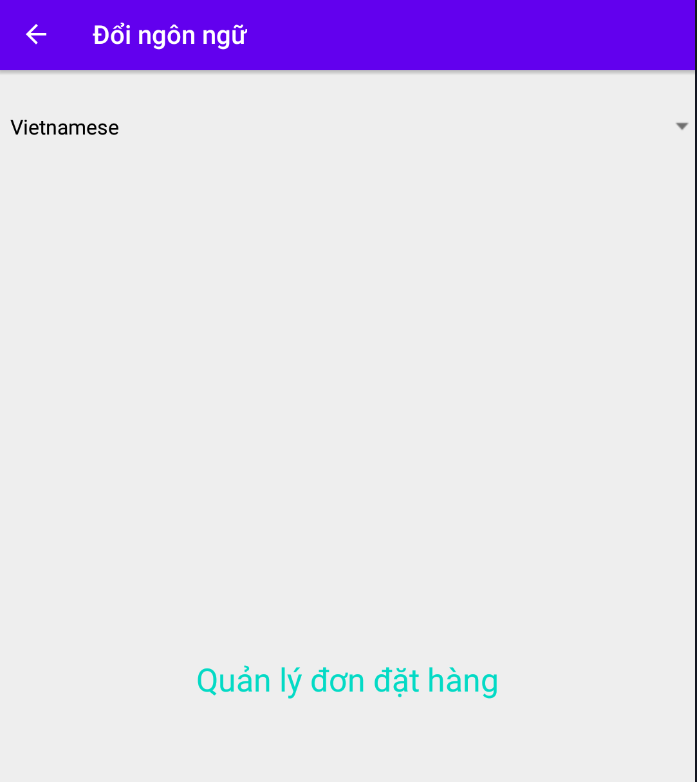 Đổi ngôn ngữ
Vietnamese
Quản lý đơn đặt hàng